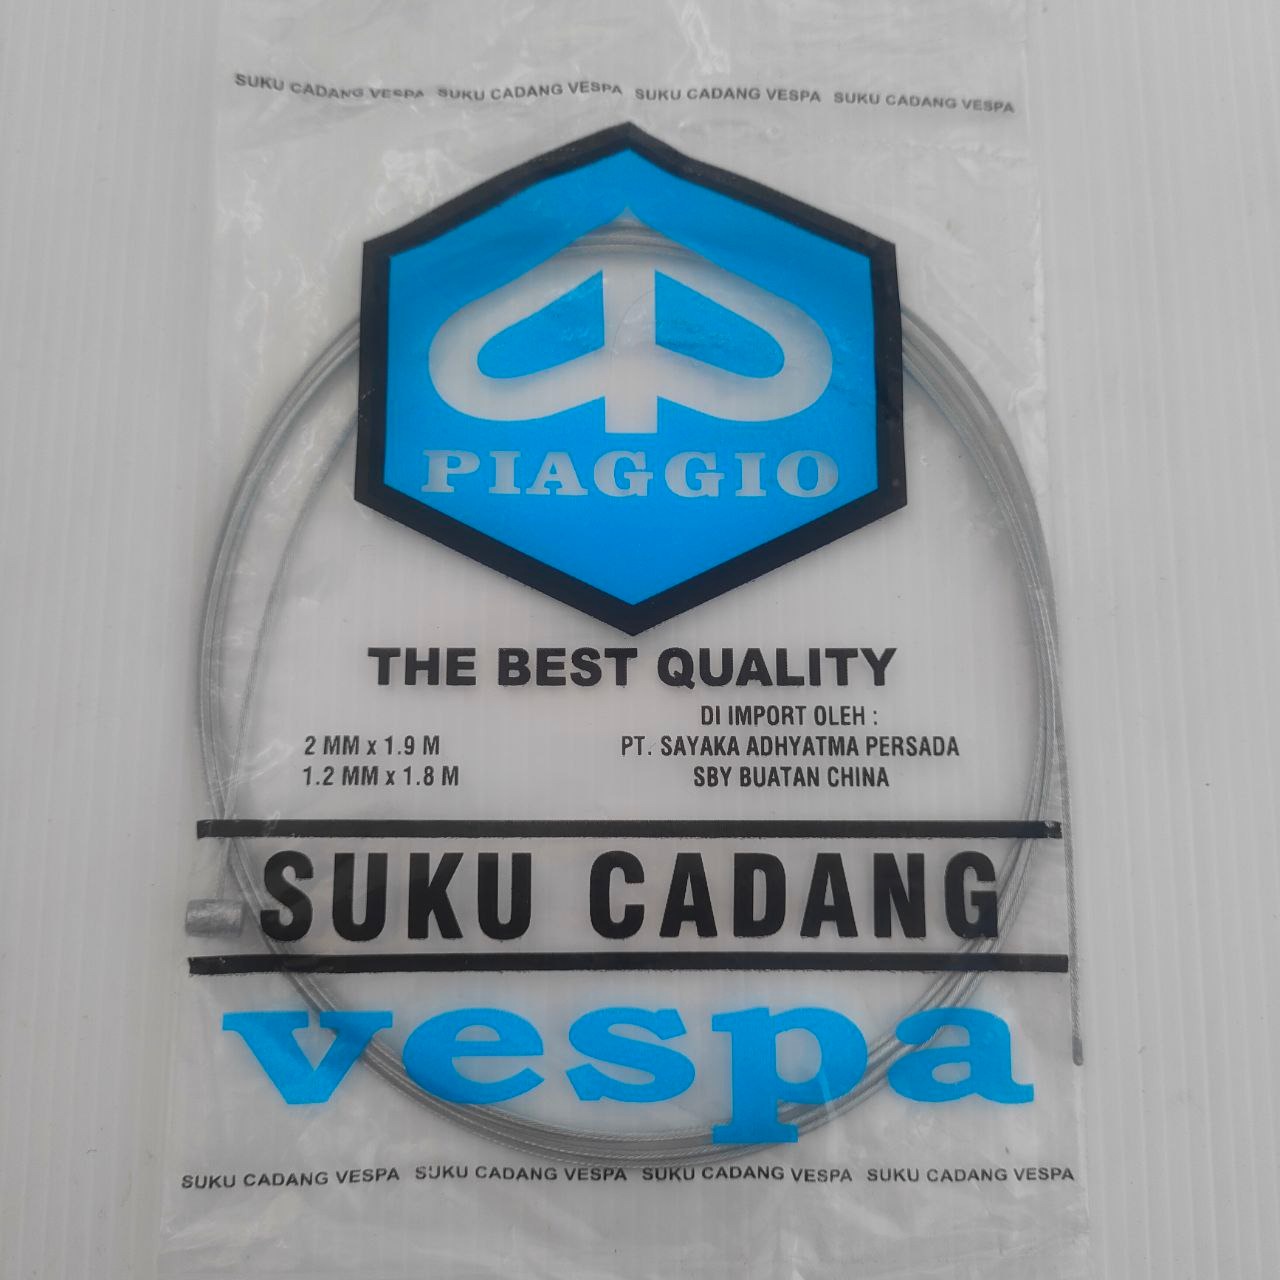 SUKU CADANG VESPA SUKU CADANG VESPA SUKU CADANG VESPA SUKU CADANG VESPA
PIAGGIO
THE BEST QUALITY
2 MM x 1.9 M
1.2 MM x 1.8 M
DI IMPORT OLEH :
PT. SAYAKA ADHYATMA PERSADA
SBY BUATAN CHINA
SUKU CADANG
vespa
SUKU CADANG VESPA SUKU CADANG VESPA SUKU CADANG VESPA SUKU CADANG VESPA